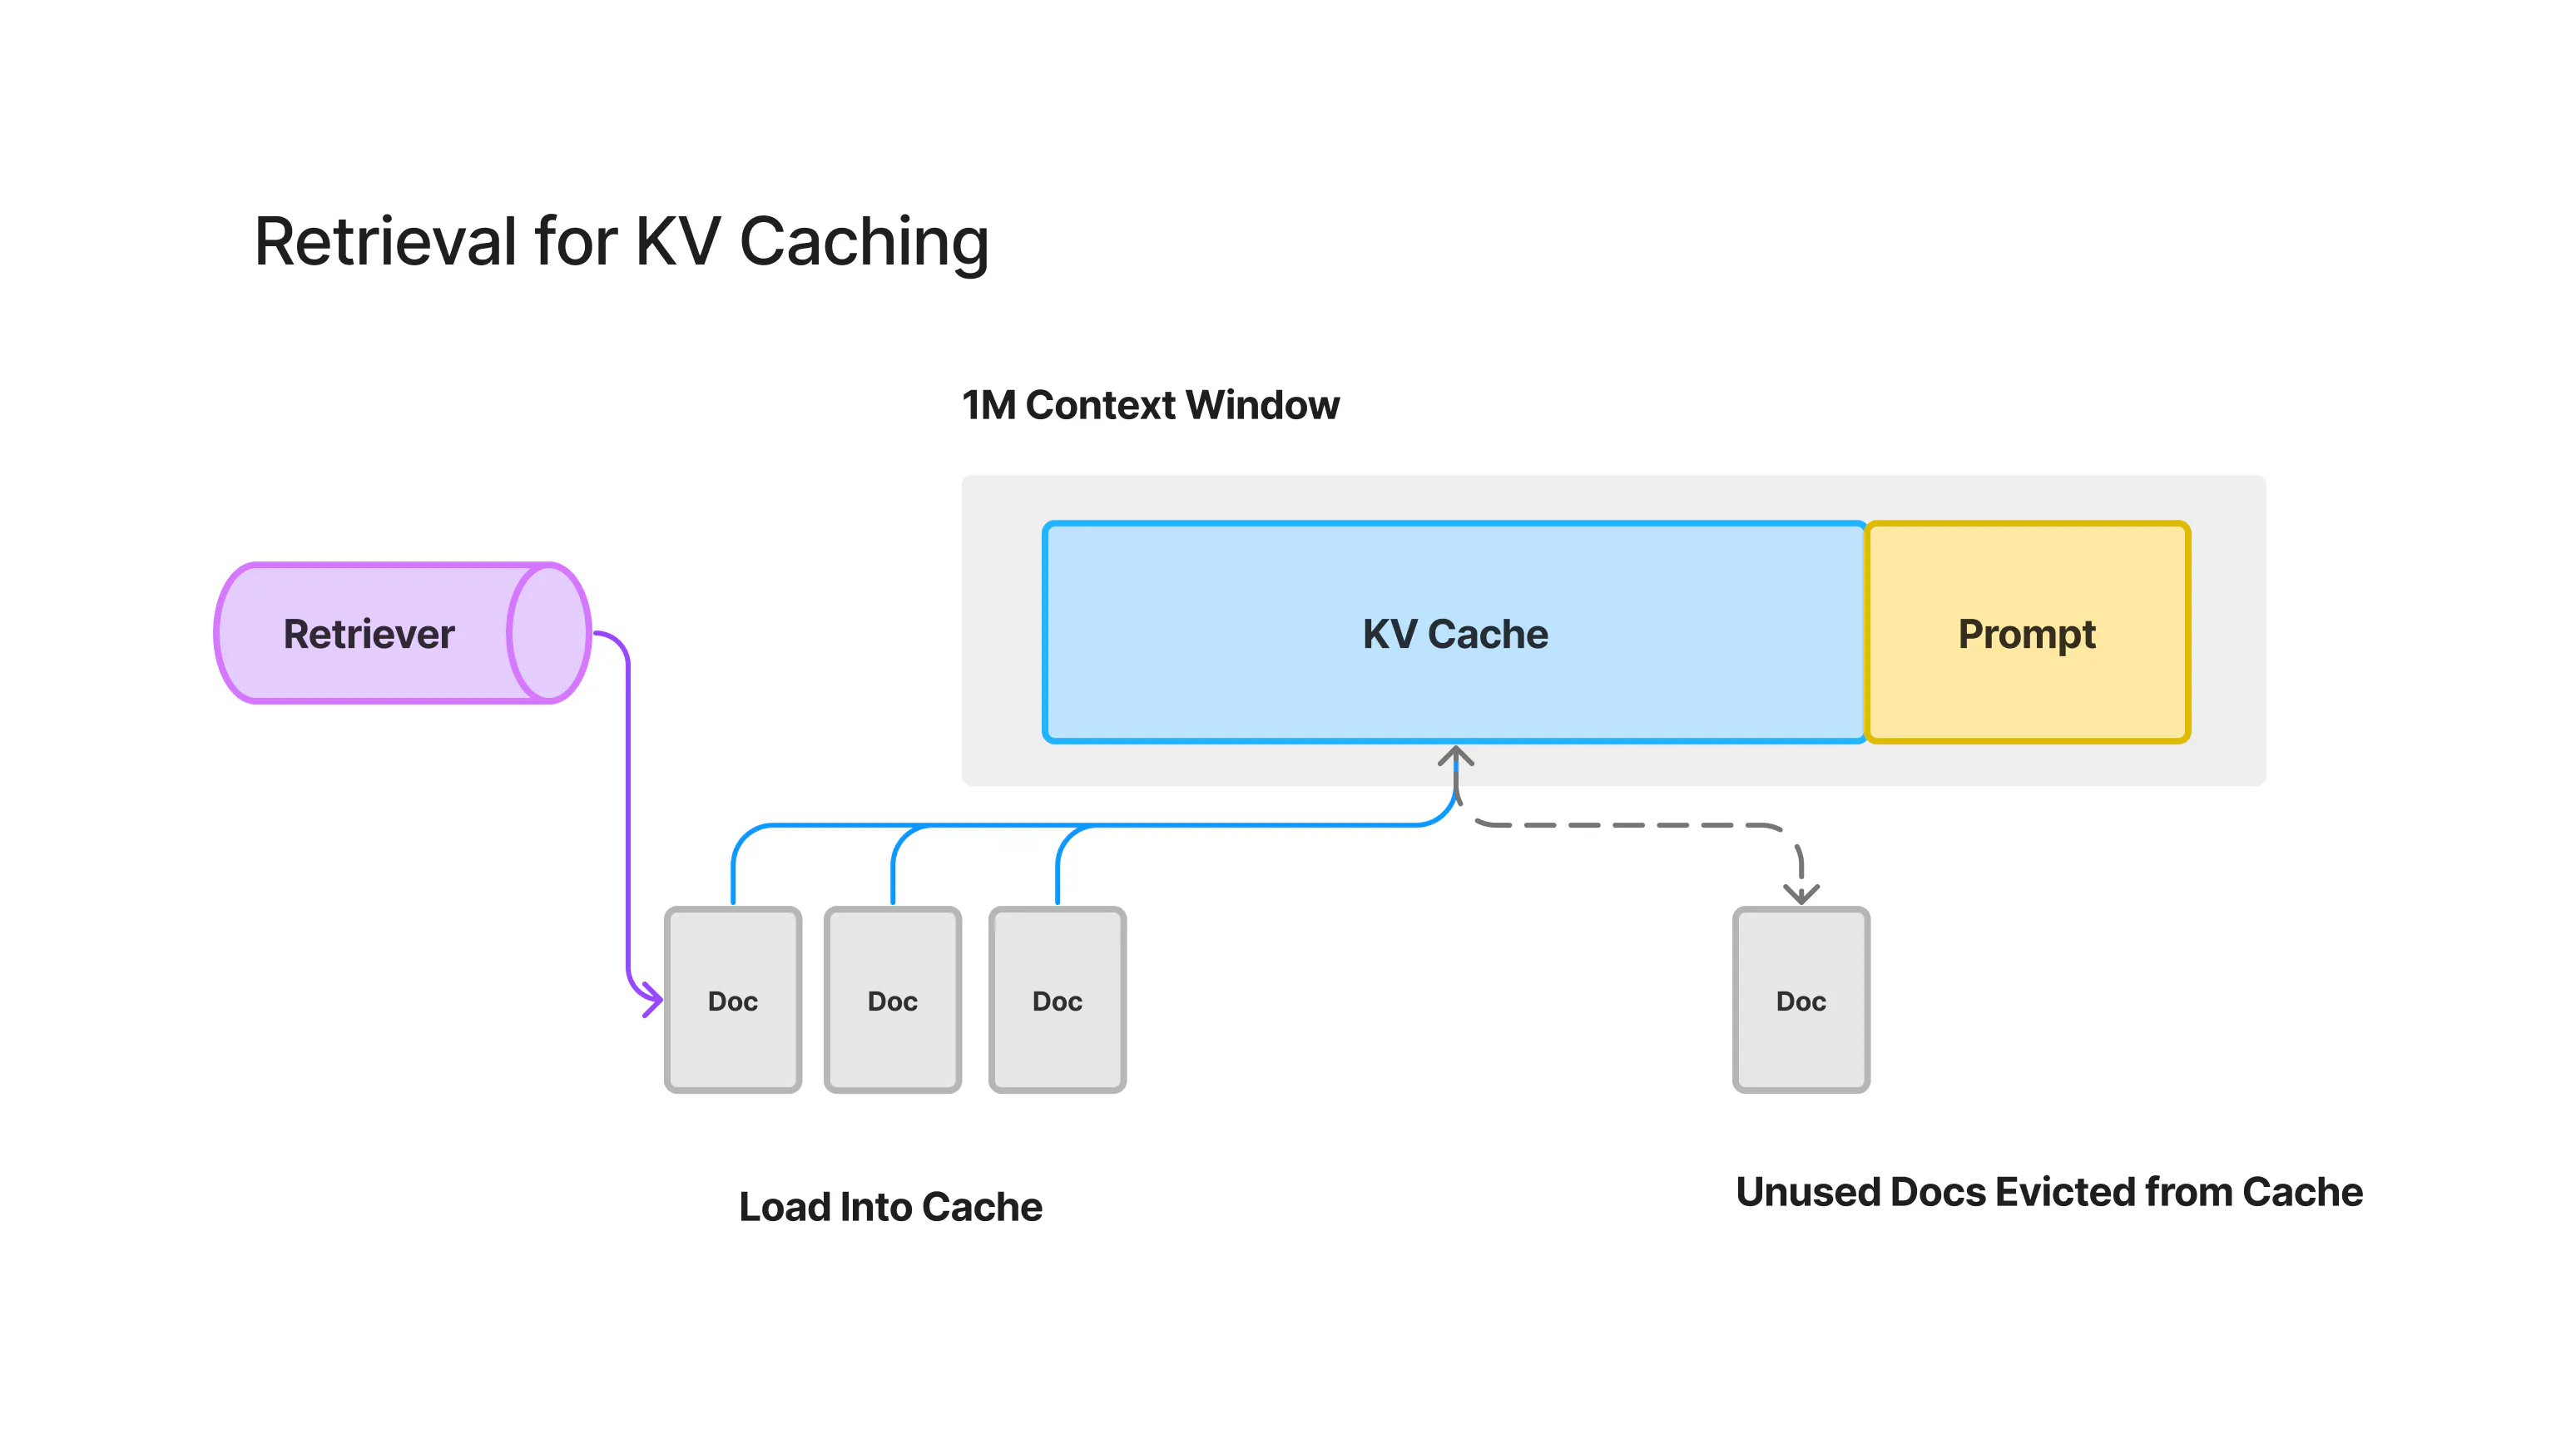 Retrieval for KV Caching
1M Context Window
Retriever
KV Cache
Prompt
Doc
Doc
Doc
Doc
Load Into Cache
Unused Docs Evicted from Cache